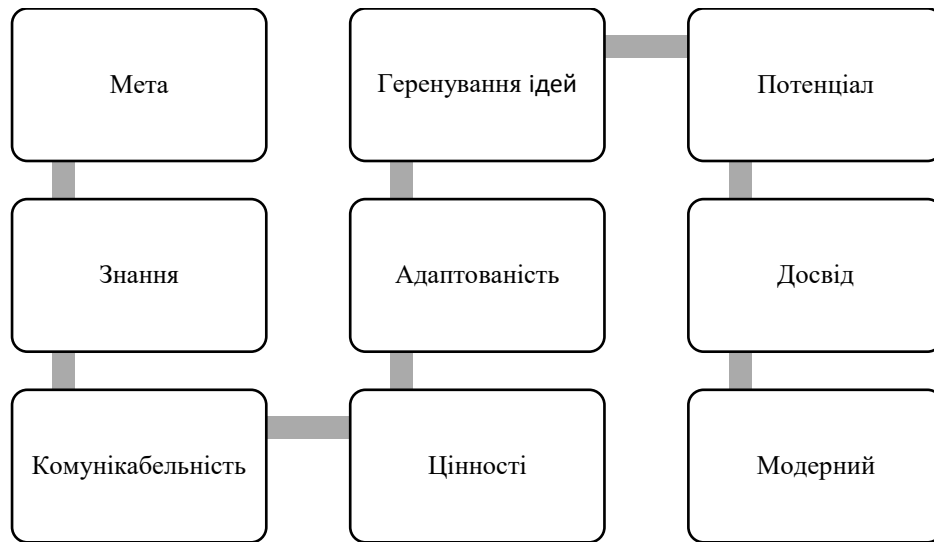 Мета
Геренування ідей
Потенціал
Знання
Адаптованість
Досвід
Комунікабельність
Цінності
Модерний